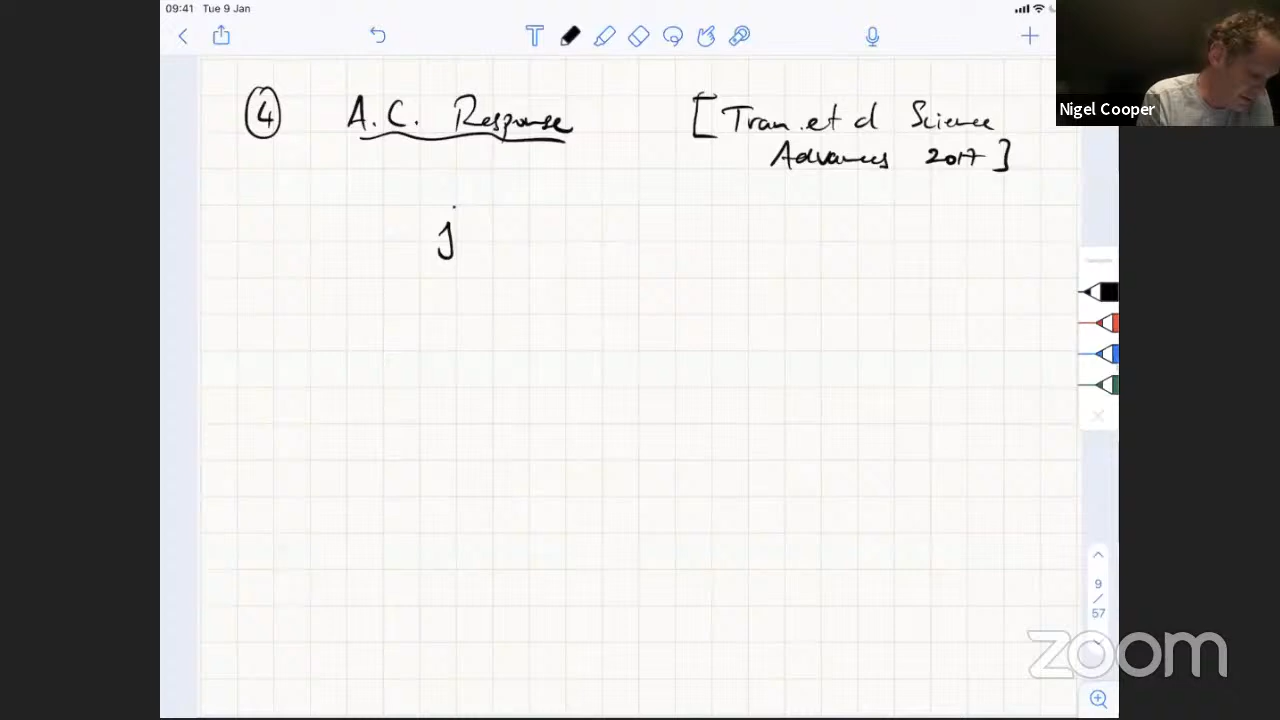 09:41 Tue 9 Jan
Nigel Cooper
④ A.C. Response [Tran. et al Science
Advances 2017]
j
9
/
57
zoom